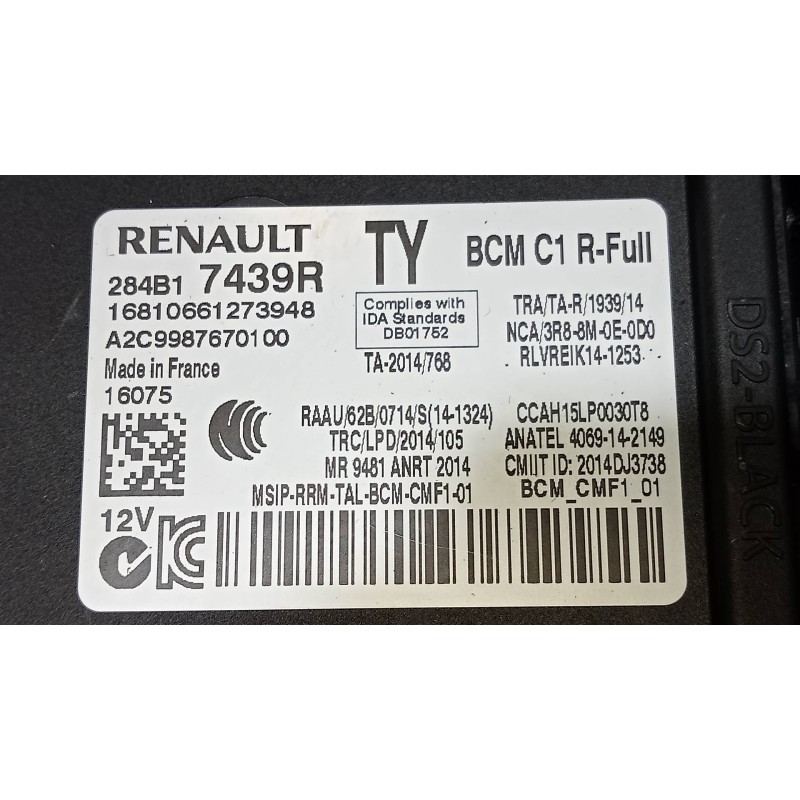 RENAULT TY BCM C1 R-Full
284B1 7439R
16810661273948
A2C9987670100
Made in France
16075
Complies with
IDA Standards
DB01752
TA-2014/768
TRA/TA-R/1939/14
NCA/3R8-8M-0E-0D0
RLVREIK14-1253
RAAU/62B/0714/S(14-1324)
TRC/LPD/2014/105
MR 9481 ANRT 2014
MSIP-RRM-TAL-BCM-CMF1-01
CCAH15LP0030T8
ANATEL 4069-14-2149
CMIIT ID: 2014DJ3738
BCM_CMF1_01
12V
DS2-BLACK